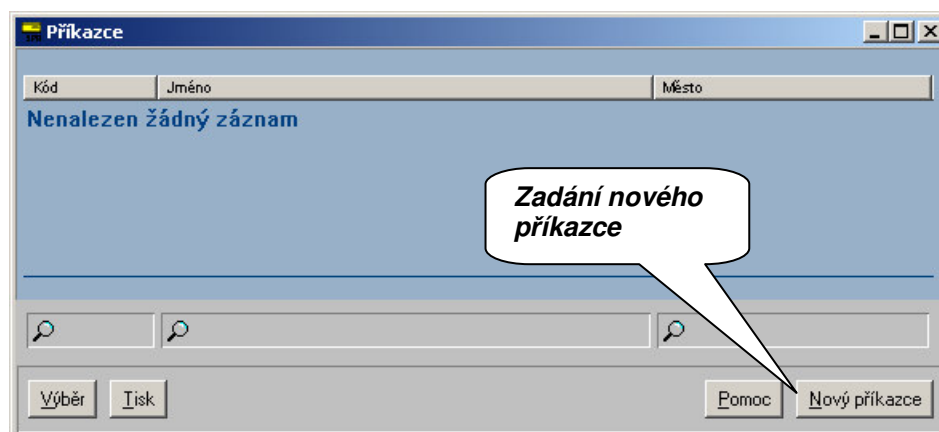 Příkazce
Kód Jméno Město
Nenalezen žádný záznam
Zadání nového
příkazce
Výběr Tisk Pomoc Nový příkazce